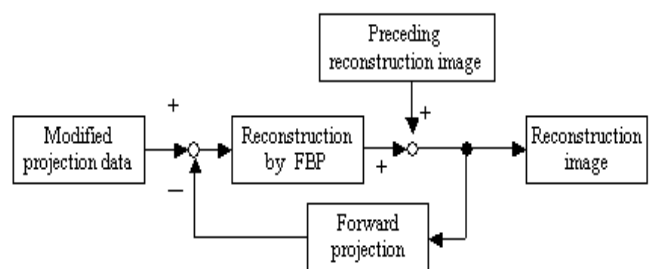 Preceding
reconstruction image
+
+
Modified
projection data
Reconstruction
by FBP
+
Reconstruction
image
−
Forward
projection